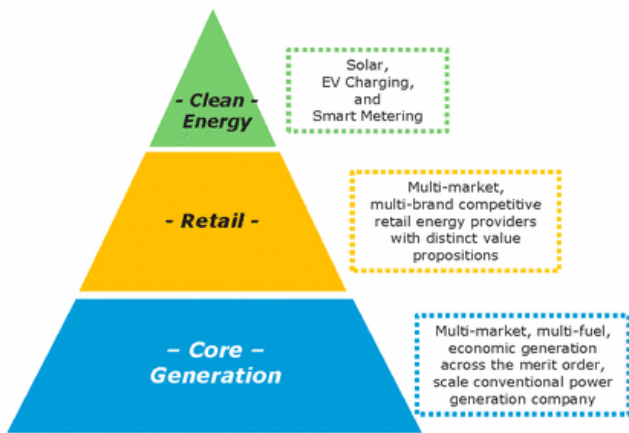 - Clean -
Energy
Solar,
EV Charging,
and
Smart Metering
- Retail -
Multi-market,
multi-brand competitive
retail energy providers
with distinct value
propositions
– Core –
Generation
Multi-market, multi-fuel,
economic generation
across the merit order,
scale conventional power
generation company